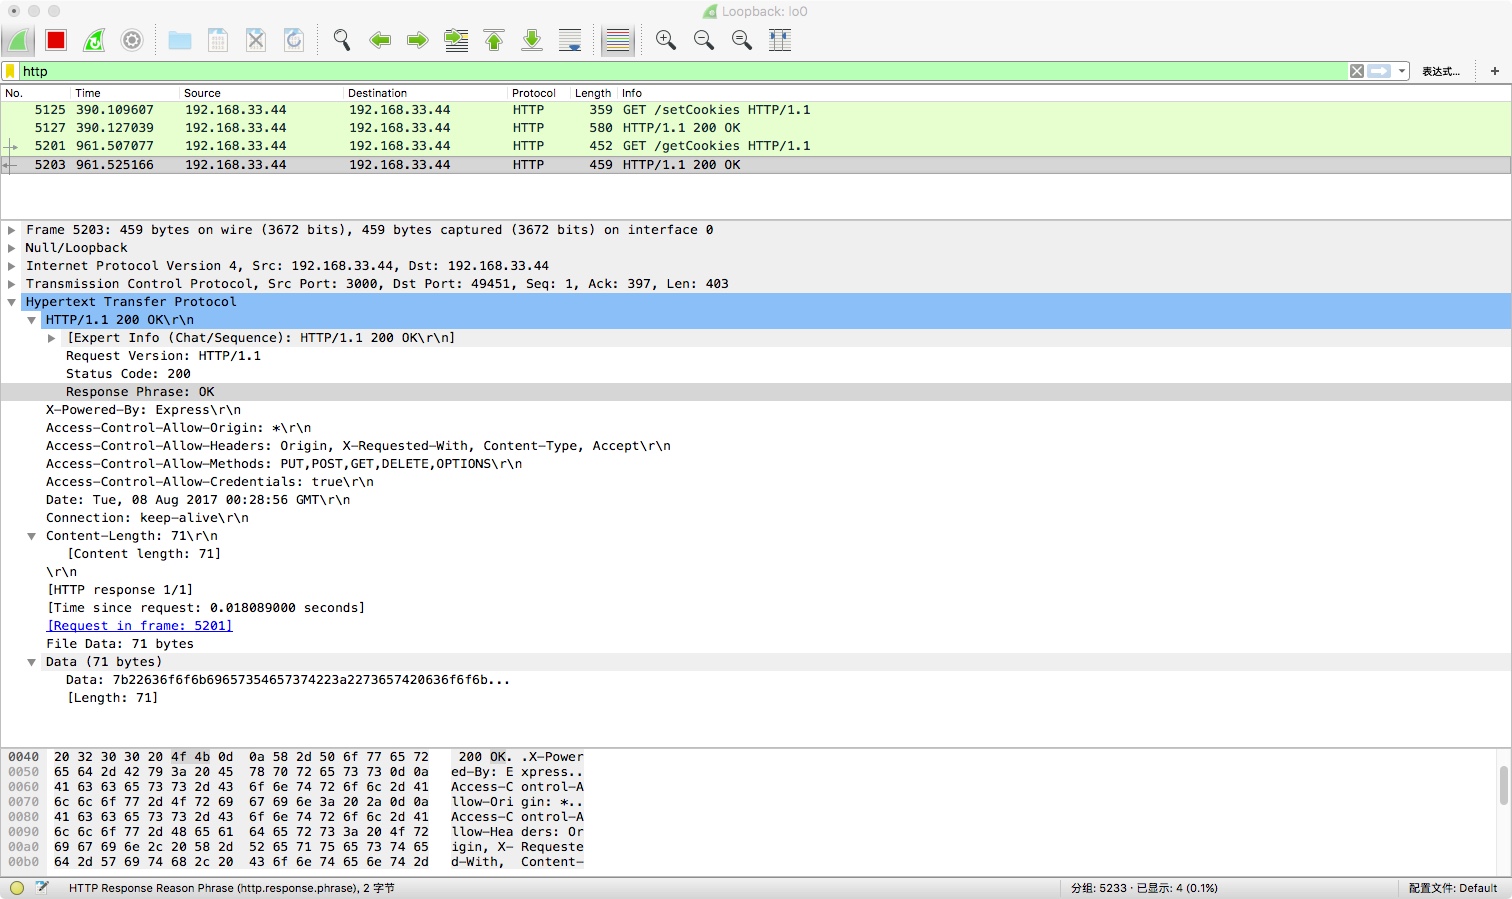 Loopback: lo0
http
表达式...
+
No. Time Source Destination Protocol Length Info
5125 390.109607 192.168.33.44 192.168.33.44 HTTP 359 GET /setCookies HTTP/1.1
5127 390.127039 192.168.33.44 192.168.33.44 HTTP 580 HTTP/1.1 200 OK
5201 961.507077 192.168.33.44 192.168.33.44 HTTP 452 GET /getCookies HTTP/1.1
5203 961.525166 192.168.33.44 192.168.33.44 HTTP 459 HTTP/1.1 200 OK
Frame 5203: 459 bytes on wire (3672 bits), 459 bytes captured (3672 bits) on interface 0
Null/Loopback
Internet Protocol Version 4, Src: 192.168.33.44, Dst: 192.168.33.44
Transmission Control Protocol, Src Port: 3000, Dst Port: 49451, Seq: 1, Ack: 397, Len: 403
Hypertext Transfer Protocol
HTTP/1.1 200 OK\r\n
[Expert Info (Chat/Sequence): HTTP/1.1 200 OK\r\n]
Request Version: HTTP/1.1
Status Code: 200
Response Phrase: OK
X-Powered-By: Express\r\n
Access-Control-Allow-Origin: *\r\n
Access-Control-Allow-Headers: Origin, X-Requested-With, Content-Type, Accept\r\n
Access-Control-Allow-Methods: PUT,POST,GET,DELETE,OPTIONS\r\n
Access-Control-Allow-Credentials: true\r\n
Date: Tue, 08 Aug 2017 00:28:56 GMT\r\n
Connection: keep-alive\r\n
Content-Length: 71\r\n
[Content length: 71]
\r\n
[HTTP response 1/1]
[Time since request: 0.018089000 seconds]
[Request in frame: 5201]
File Data: 71 bytes
Data (71 bytes)
Data: 7b22636f6f6b69657354657374223a2273657420636f6f6b...
[Length: 71]
0040 20 32 30 30 20 4f 4b 0d 0a 58 2d 50 6f 77 65 72 200 OK. .X-Power
0050 65 64 2d 42 79 3a 20 45 78 70 72 65 73 73 0d 0a ed-By: E xpress..
0060 41 63 63 65 73 73 2d 43 6f 6e 74 72 6f 6c 2d 41 Access-C ontrol-A
0070 6c 6c 6f 77 2d 4f 72 69 67 69 6e 3a 20 2a 0d 0a llow-Ori gin: *..
0080 41 63 63 65 73 73 2d 43 6f 6e 74 72 6f 6c 2d 41 Access-C ontrol-A
0090 6c 6c 6f 77 2d 48 65 61 64 65 72 73 3a 20 4f 72 llow-Hea ders: Or
00a0 69 67 69 6e 2c 20 58 2d 52 65 71 75 65 73 74 65 igin, X- Requeste
00b0 64 2d 57 69 74 68 2c 20 43 6f 6e 74 65 6e 74 2d d-With, Content-
HTTP Response Reason Phrase (http.response.phrase), 2 字节
分组: 5233 · 已显示: 4 (0.1%)
配置文件: Default